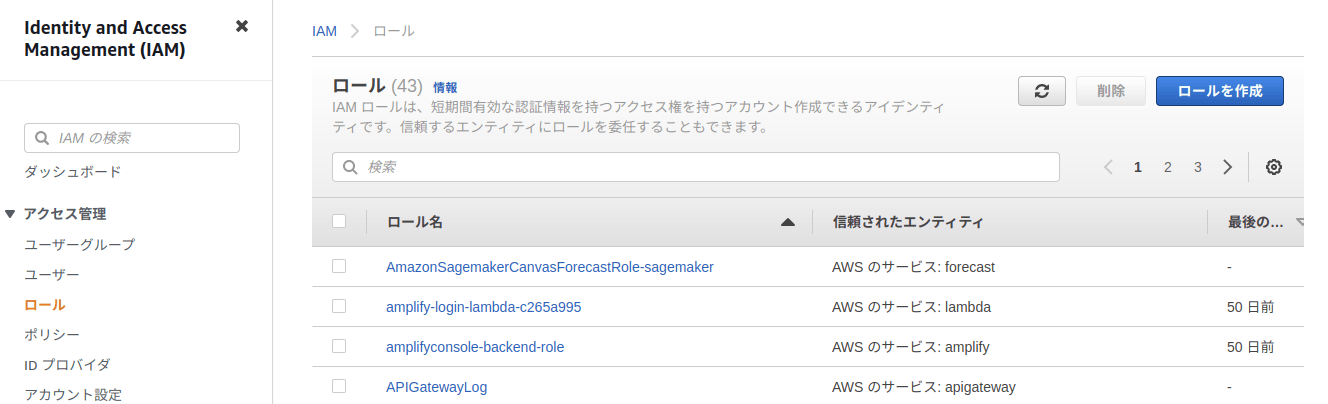 Identity and Access
Management (IAM)
IAM の検索
ダッシュボード
アクセス管理
ユーザーグループ
ユーザー
ロール
ポリシー
ID プロバイダ
アカウント設定
IAM ロール
ロール (43) 情報
IAM ロールは、短期間有効な認証情報を持つアクセス権を持つアカウント作成できるアイデンティ
ティです。信頼するエンティティにロールを委任することもできます。
削除 ロールを作成
検索
1 2 3
ロール名 信頼されたエンティティ 最後の...
AmazonSagemakerCanvasForecastRole-sagemaker AWS のサービス: forecast -
amplify-login-lambda-c265a995 AWS のサービス: lambda 50 日前
amplifyconsole-backend-role AWS のサービス: amplify 50 日前
APIGatewayLog AWS のサービス: apigateway -